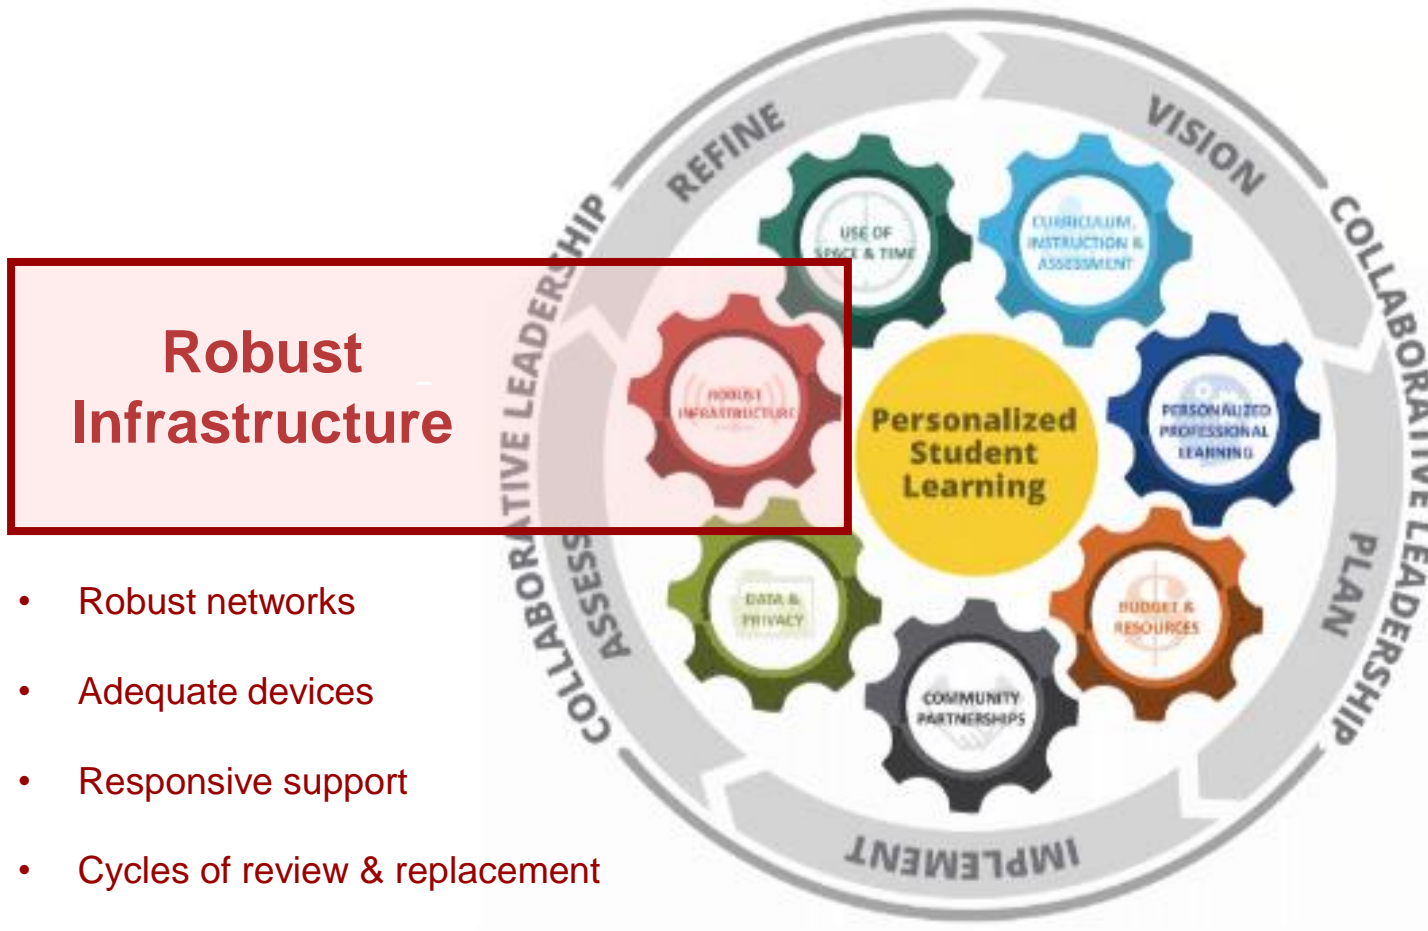 Robust
Infrastructure
• Robust networks
• Adequate devices
• Responsive support
• Cycles of review & replacement
COLLABORATIVE LEADERSHIP
COLLABORATIVE LEADERSHIP
REFINE
VISION
PLAN
IMPLEMENT
ASSESS
USE OF
SPACE & TIME
CURRICULUM,
INSTRUCTION &
ASSESSMENT
PERSONALIZED
PROFESSIONAL
LEARNING
BUDGET &
RESOURCES
COMMUNITY
PARTNERSHIPS
DATA &
PRIVACY
ROBUST
INFRASTRUCTURE
Personalized
Student
Learning